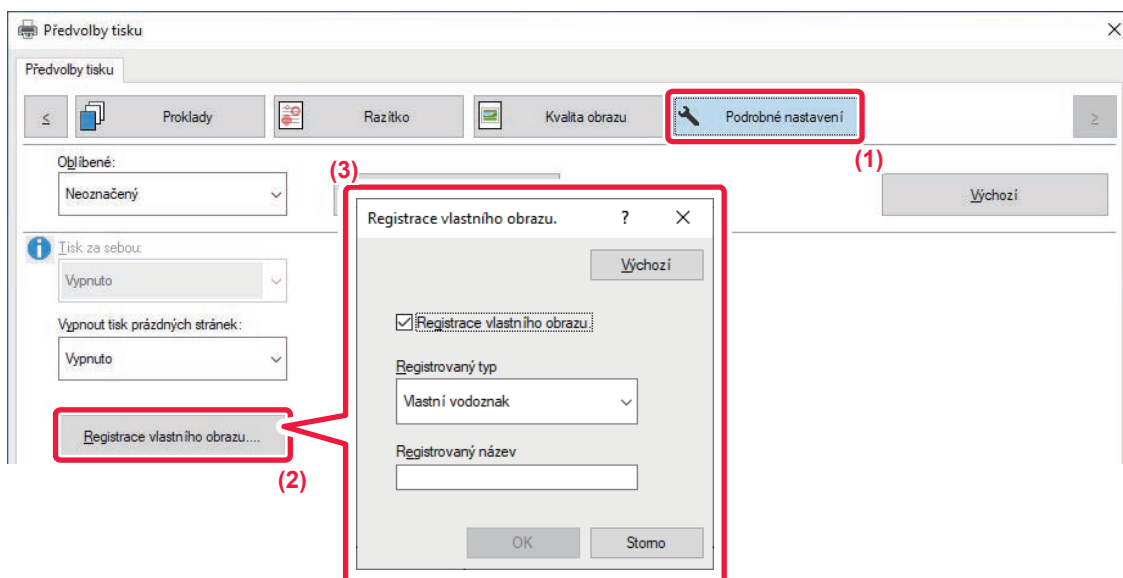 Předvolby tisku
Předvolby tisku
< Proklady Razítko Kvalita obrazu Podrobné nastavení >
(1)
Oblíbené:
Neoznačený
Výchozí
(3)
Tisk za sebou:
Vypnuto
Vypnout tisk prázdných stránek:
Vypnuto
Registrace vlastního obrazu....
(2)
Registrace vlastního obrazu. ?
Výchozí
Registrace vlastního obrazu.
Registrovaný typ
Vlastní vodoznak
Registrovaný název
OK Storno